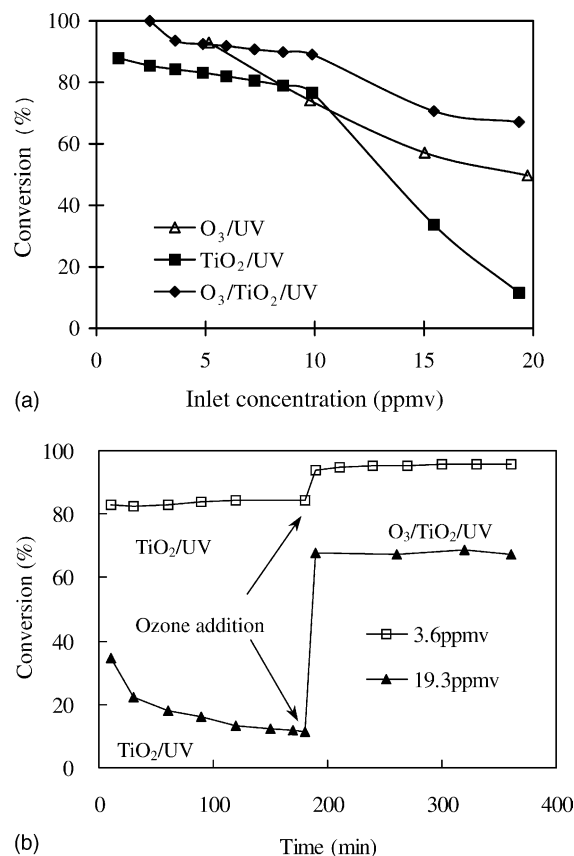 100
80
60
40
20
0
Conversion (%)
O₃/UV
TiO₂/UV
O₃/TiO₂/UV
0 5 10 15 20
(a) Inlet concentration (ppmv)
100
80
60
40
20
0
Conversion (%)
TiO₂/UV
O₃/TiO₂/UV
Ozone addition
3.6ppmv
19.3ppmv
TiO₂/UV
0 100 200 300 400
(b) Time (min)